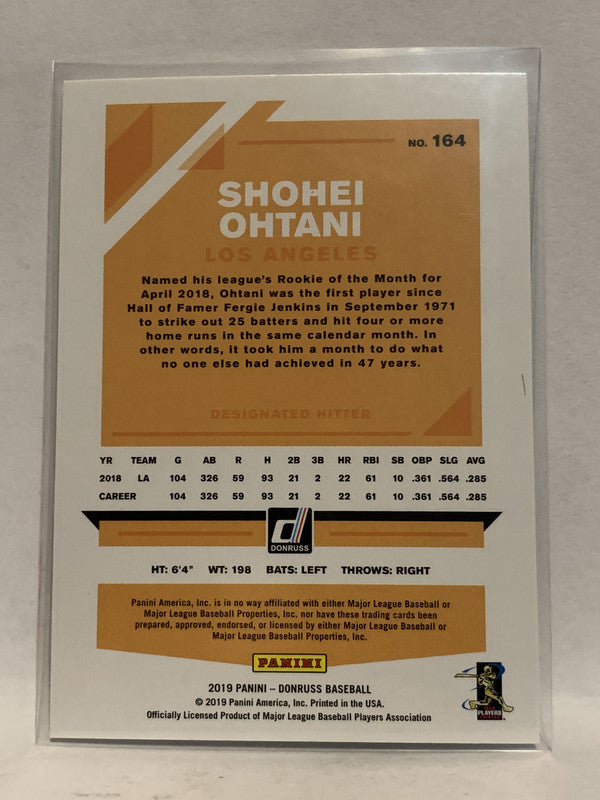 NO. 164
SHOHEI
OHTANI
LOS ANGELES
Named his league's Rookie of the Month for
April 2018, Ohtani was the first player since
Hall of Famer Fergie Jenkins in September 1971
to strike out 25 batters and hit four or more
home runs in the same calendar month. In
other words, it took him a month to do what
no one else had achieved in 47 years.
DESIGNATED HITTER
YR TEAM G AB R H 2B 3B HR RBI SB OBP SLG AVG
2018 LA 104 326 59 93 21 2 22 61 10 .361 .564 .285
CAREER 104 326 59 93 21 2 22 61 10 .361 .564 .285
d
DONRUSS
HT: 6'4" WT: 198 BATS: LEFT THROWS: RIGHT
Panini America, Inc. is in no way affiliated with either Major League Baseball or
Major League Baseball Properties, Inc. nor have these trading cards been
prepared, approved, endorsed, or licensed by either Major League Baseball or
Major League Baseball Properties, Inc.
PANINI
2019 PANINI – DONRUSS BASEBALL
© 2019 Panini America, Inc. Printed in the USA.
Officially Licensed Product of Major League Baseball Players Association
PLAYERS